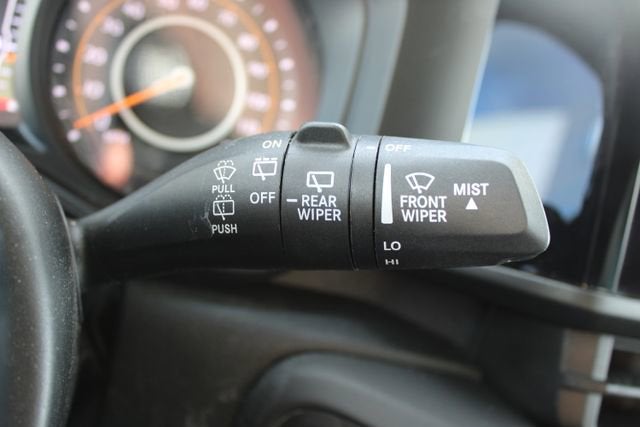 ON
OFF
PULL
PUSH
REAR
WIPER
OFF
FRONT
WIPER
MIST
LO
HI